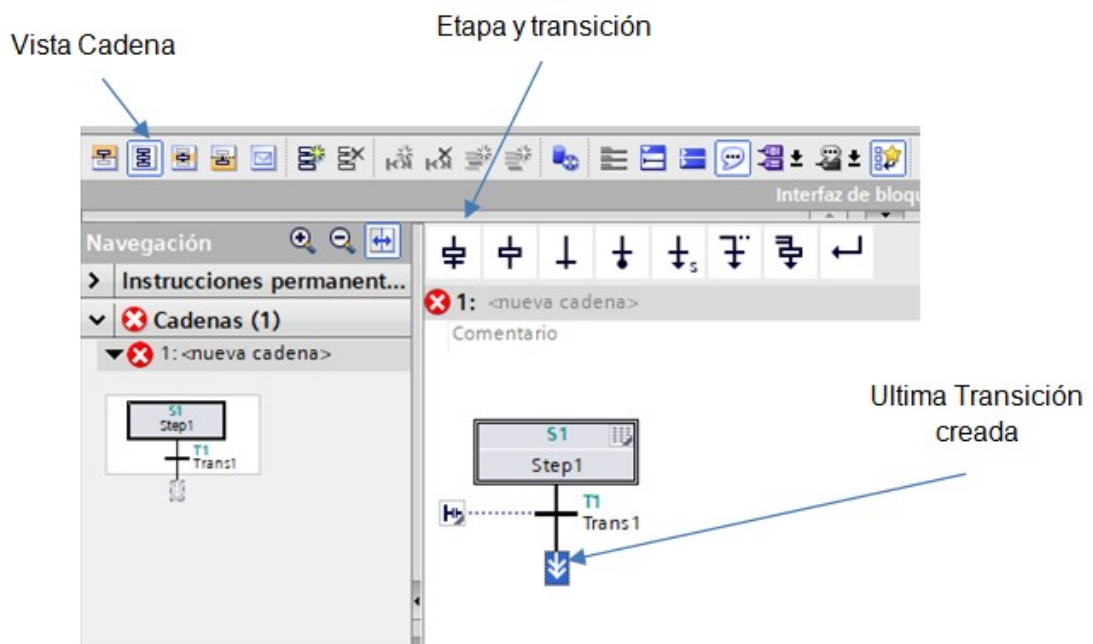 Etapa y transición
Vista Cadena
Interfaz de bloqu
Navegación
Instrucciones permanent...
Cadenas (1)
1: <nueva cadena>
S1
Step1
T1
Trans1
s
1: <nueva cadena>
Comentario
S1
Step1
T1
Trans1
Ultima Transición
creada